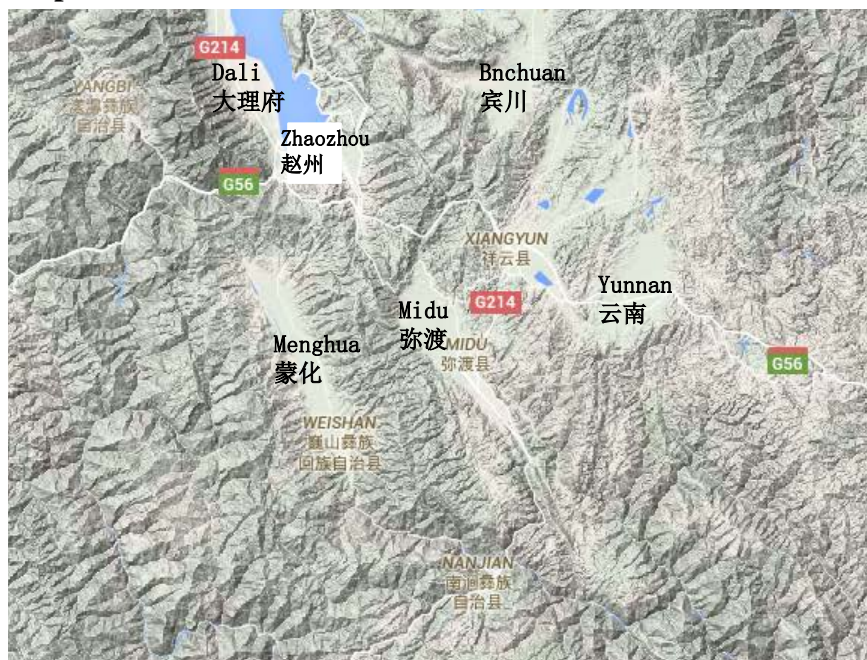 G214
Dali
大理府
Bnchuan
宾川
YANGBI
漾濞彝族
自治县
Zhaozhou
赵州
G56
XIANGYUN
祥云县
Yunnan
云南
Midu
弥渡
G214
MIDU
弥渡县
Menghua
蒙化
G56
WEISHAN
巍山彝族
回族自治县
NANJIAN
南涧彝族
自治县